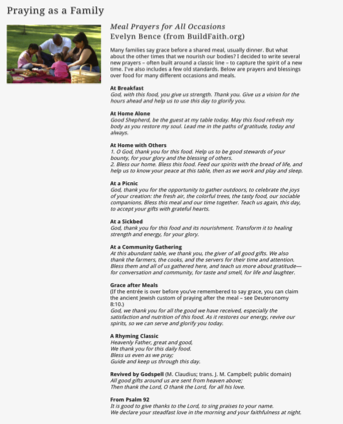 Praying as a Family
Meal Prayers for All Occasions
Evelyn Bence (from BuildFaith.org)
Many families say grace before a shared meal, usually dinner. But what
about the other times that we nourish our bodies? I decided to write several
new prayers – often built around a classic line – to capture the spirit of a new
time. I've also includes a few old standards. Below are prayers and blessings
over food for many different occasions and meals.
At Breakfast
God, with this food, you give us strength. Thank you. Give us a vision for the
hours ahead and help us to use this day to glorify you.
At Home Alone
Good Shepherd, be the guest at my table today. May this food refresh my
body as you restore my soul. Lead me in the paths of gratitude, today and
always.
At Home with Others
1. O God, thank you for this food. Help us to be good stewards of your
bounty, for your glory and the blessing of others.
2. Bless our home. Bless this food. Feed our spirits with the bread of life, and
help us to know your peace at this table, then as we work and play and sleep.
At a Picnic
God, thank you for the opportunity to gather outdoors, to celebrate the joys
of your creation: the fresh air, the colorful trees, the tasty food, our sociable
companions. Bless this meal and our time together. Teach us again, this day,
to accept your gifts with grateful hearts.
At a Sickbed
God, thank you for this food and its nourishment. Transform it to healing
strength and energy, for your glory.
At a Community Gathering
At this abundant table, we thank you, the giver of all good gifts. We also
thank the farmers, the cooks, and the servers for their time and attention.
Bless them and all of us gathered here, and teach us more about gratitude—
for conversation and community, for taste and smell, for life and laughter.
Grace after Meals
(If the entrée is over before you've remembered to say grace, you can claim
the ancient Jewish custom of praying after the meal – see Deuteronomy
8:10.)
God, we thank you for all the good we have received, especially the
satisfaction and nutrition of this food. As it restores our energy, revive our
spirits, so we can serve and glorify you today.
A Rhyming Classic
Heavenly Father, great and good,
We thank you for this daily food.
Bless us even as we pray;
Guide and keep us through this day.
Revived by Godspell (M. Claudius; trans. J. M. Campbell; public domain)
All good gifts around us are sent from heaven above;
Then thank the Lord, O thank the Lord, for all his love.
From Psalm 92
It is good to give thanks to the Lord, to sing praises to your name.
We declare your steadfast love in the morning and your faithfulness at night.